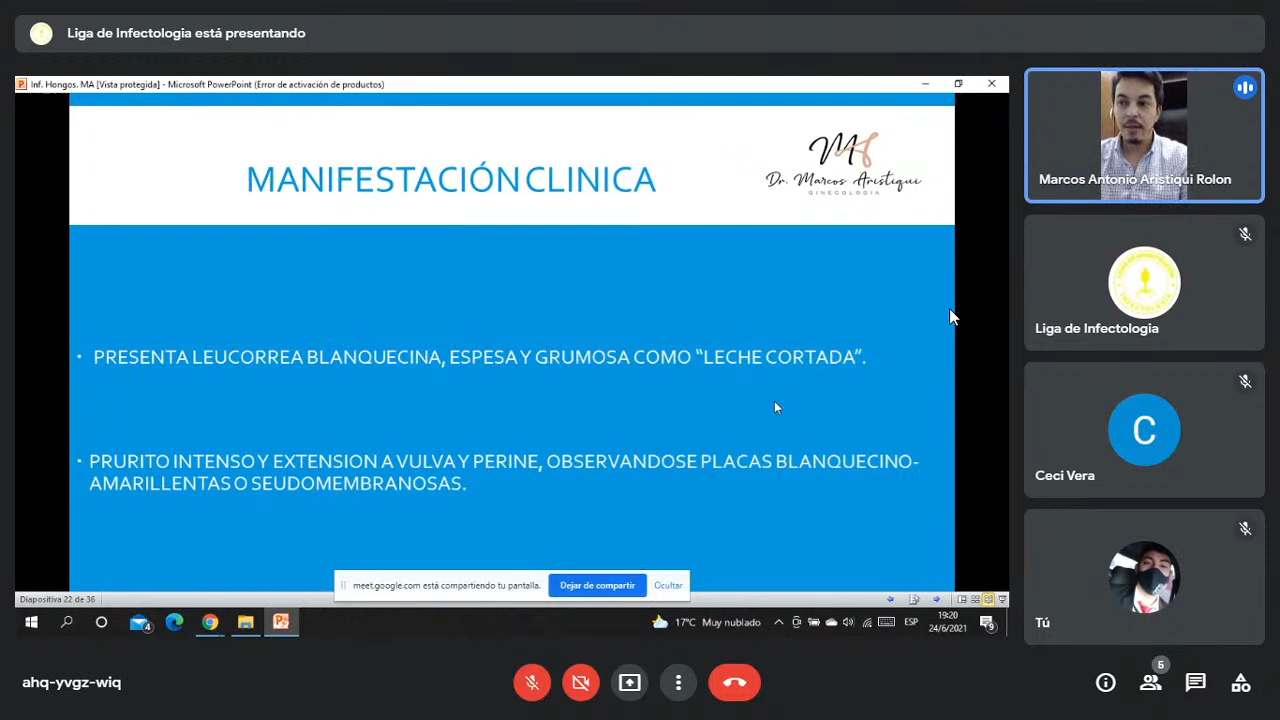 Liga de Infectologia está presentando
Inf. Hongos. MA [Vista protegida] - Microsoft PowerPoint (Error de activación de productos)
MANIFESTACIÓN CLINICA
MA
Dr. Marcos Aristiqui
GINECOLOGIA
• PRESENTA LEUCORREA BLANQUECINA, ESPESA Y GRUMOSA COMO “LECHE CORTADA”.
• PRURITO INTENSO Y EXTENSION A VULVA Y PERINE, OBSERVANDOSE PLACAS BLANQUECINO-
AMARILLENTAS O SEUDOMEMBRANOSAS.
meet.google.com está compartiendo tu pantalla.
Dejar de compartir
Ocultar
Diapositiva 22 de 36
4
17°C Muy nublado
ESP
19:20
24/6/2021
9
Marcos Antonio Aristiqui Rolon
Liga de Infectologia
C
Ceci Vera
Tú
ahq-yvgz-wiq
5